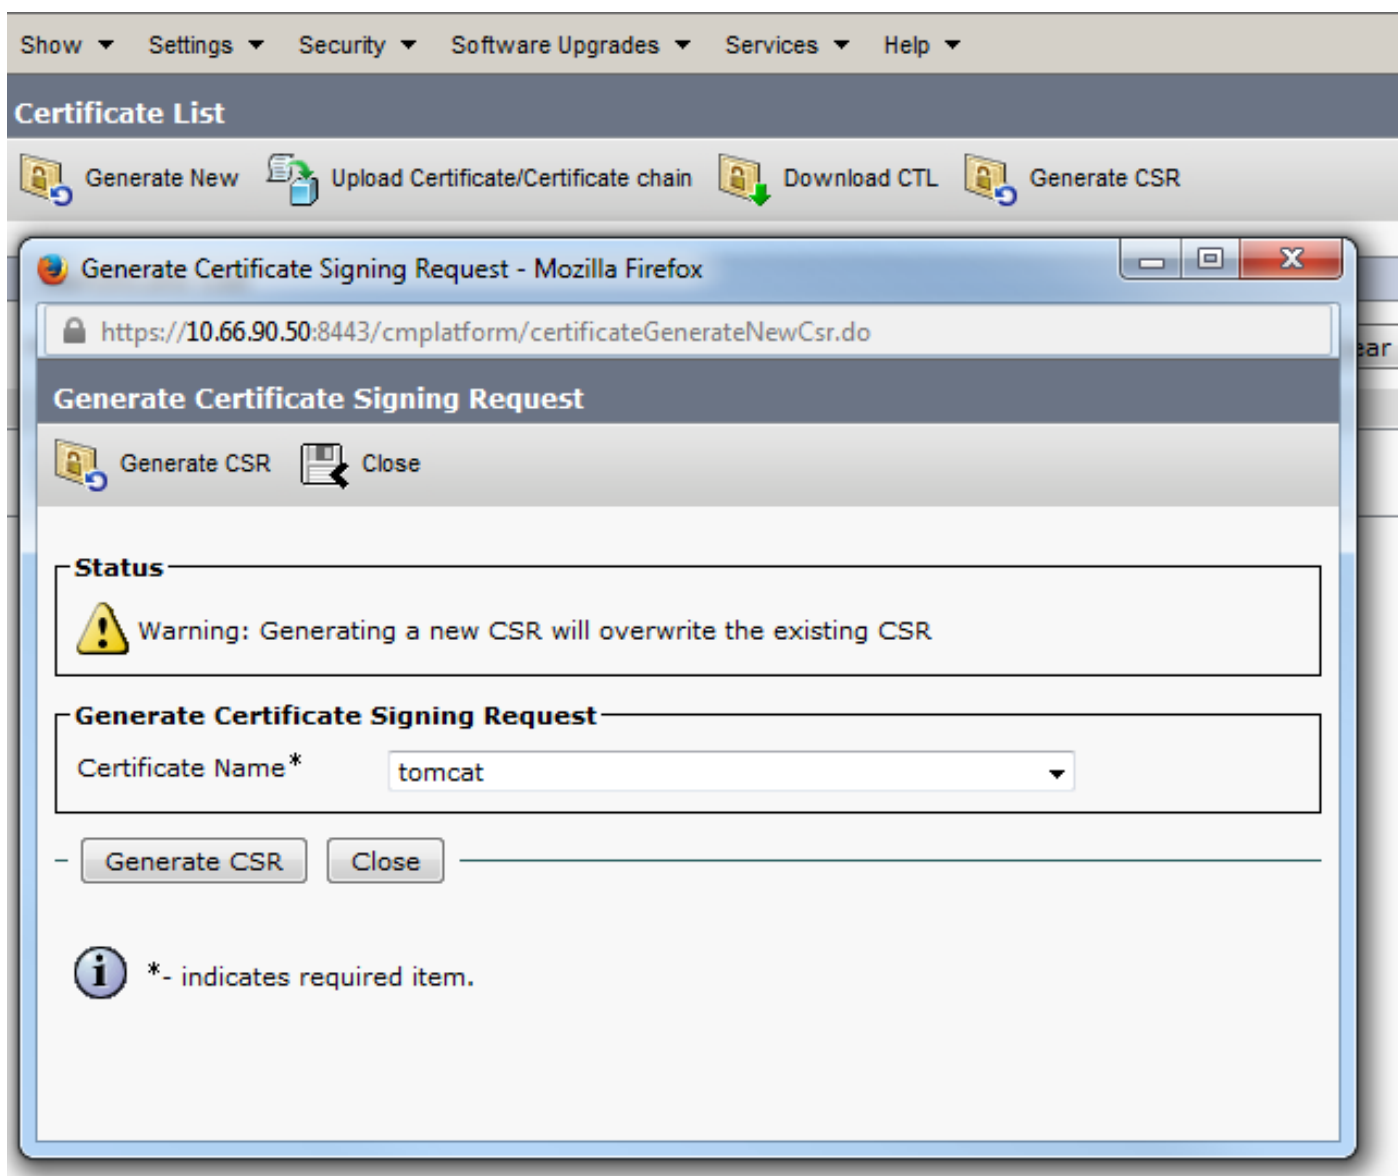 Show Settings Security Software Upgrades Services Help
Certificate List
Generate New Upload Certificate/Certificate chain Download CTL Generate CSR
Generate Certificate Signing Request - Mozilla Firefox
https://10.66.90.50:8443/cmplatform/certificateGenerateNewCsr.do
Generate Certificate Signing Request
Generate CSR Close
Status
Warning: Generating a new CSR will overwrite the existing CSR
Generate Certificate Signing Request
Certificate Name* tomcat
Generate CSR Close
*- indicates required item.